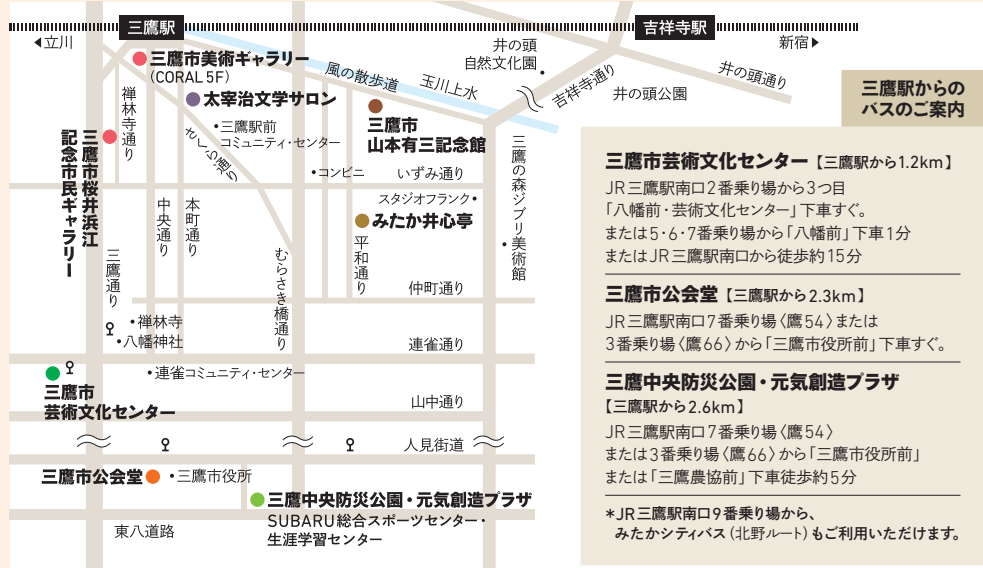 三鷹駅
吉祥寺駅
立川
新宿
三鷹市美術ギャラリー
(CORAL 5F)
太宰治文学サロン
井の頭
自然文化園
風の散歩道
玉川上水
吉祥寺通り
井の頭通り
井の頭公園
禅林寺通り
さくら通り
三鷹駅前
コミュニティ・センター
三鷹市
山本有三記念館
三鷹市桜井浜江
記念市民ギャラリー
コンビニ
いずみ通り
三鷹の森ジブリ美術館
スタジオフランク
みたか井心亭
中央通り
本町通り
三鷹通り
むらさき橋通り
平和通り
仲町通り
禅林寺
八幡神社
連雀通り
連雀コミュニティ・センター
三鷹市
芸術文化センター
山中通り
人見街道
三鷹市公会堂
三鷹市役所
三鷹中央防災公園・元気創造プラザ
SUBARU総合スポーツセンター・
生涯学習センター
東八道路
三鷹駅からの
バスのご案内
三鷹市芸術文化センター【三鷹駅から1.2km】
JR三鷹駅南口2番乗り場から3つ目
「八幡前・芸術文化センター」下車すぐ。
または5・6・7番乗り場から「八幡前」下車1分
またはJR三鷹駅南口から徒歩約15分
三鷹市公会堂【三鷹駅から2.3km】
JR三鷹駅南口7番乗り場〈鷹54〉または
3番乗り場〈鷹66〉から「三鷹市役所前」下車すぐ。
三鷹中央防災公園・元気創造プラザ
【三鷹駅から2.6km】
JR三鷹駅南口7番乗り場〈鷹54〉
または3番乗り場〈鷹66〉から「三鷹市役所前」
または「三鷹農協前」下車徒歩約5分
*JR三鷹駅南口9番乗り場から、
みたかシティバス(北野ルート)もご利用いただけます。